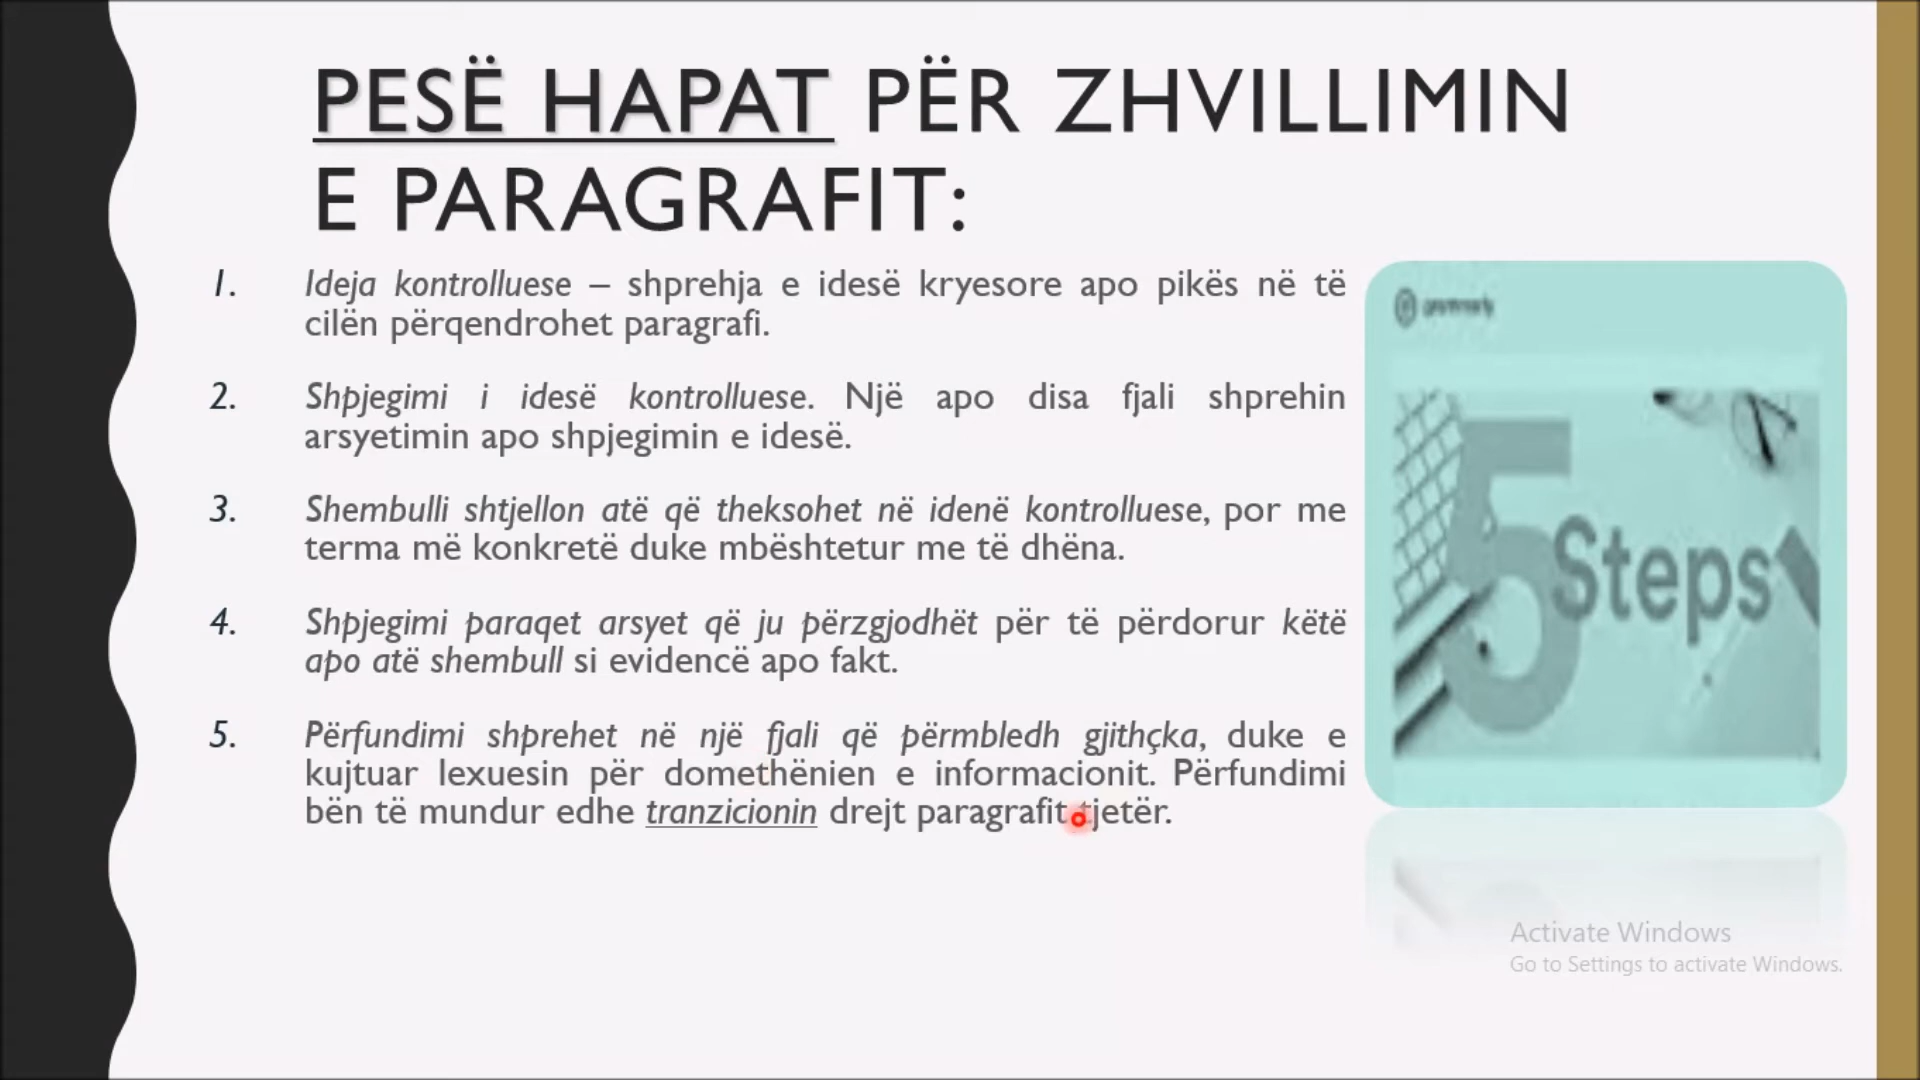 PESË HAPAT PËR ZHVILLIMIN
E PARAGRAFIT:
1. Ideja kontrolluese – shprehja e idesë kryesore apo pikës në të
cilën përqendrohet paragrafi.
2. Shpjegimi i idesë kontrolluese. Një apo disa fjali shprehin
arsyetimin apo shpjegimin e idesë.
3. Shembulli shtjellon atë që theksohet në idenë kontrolluese, por me
terma më konkretë duke mbështetur me të dhëna.
4. Shpjegimi paraqet arsyet që ju përzgjodhët për të përdorur këtë
apo atë shembull si evidencë apo fakt.
5. Përfundimi shprehet në një fjali që përmbledh gjithçka, duke e
kujtuar lexuesin për domethënien e informacionit. Përfundimi
bën të mundur edhe tranzicionin drejt paragrafit tjetër.
grammarly
5 Steps
Activate Windows
Go to Settings to activate Windows.